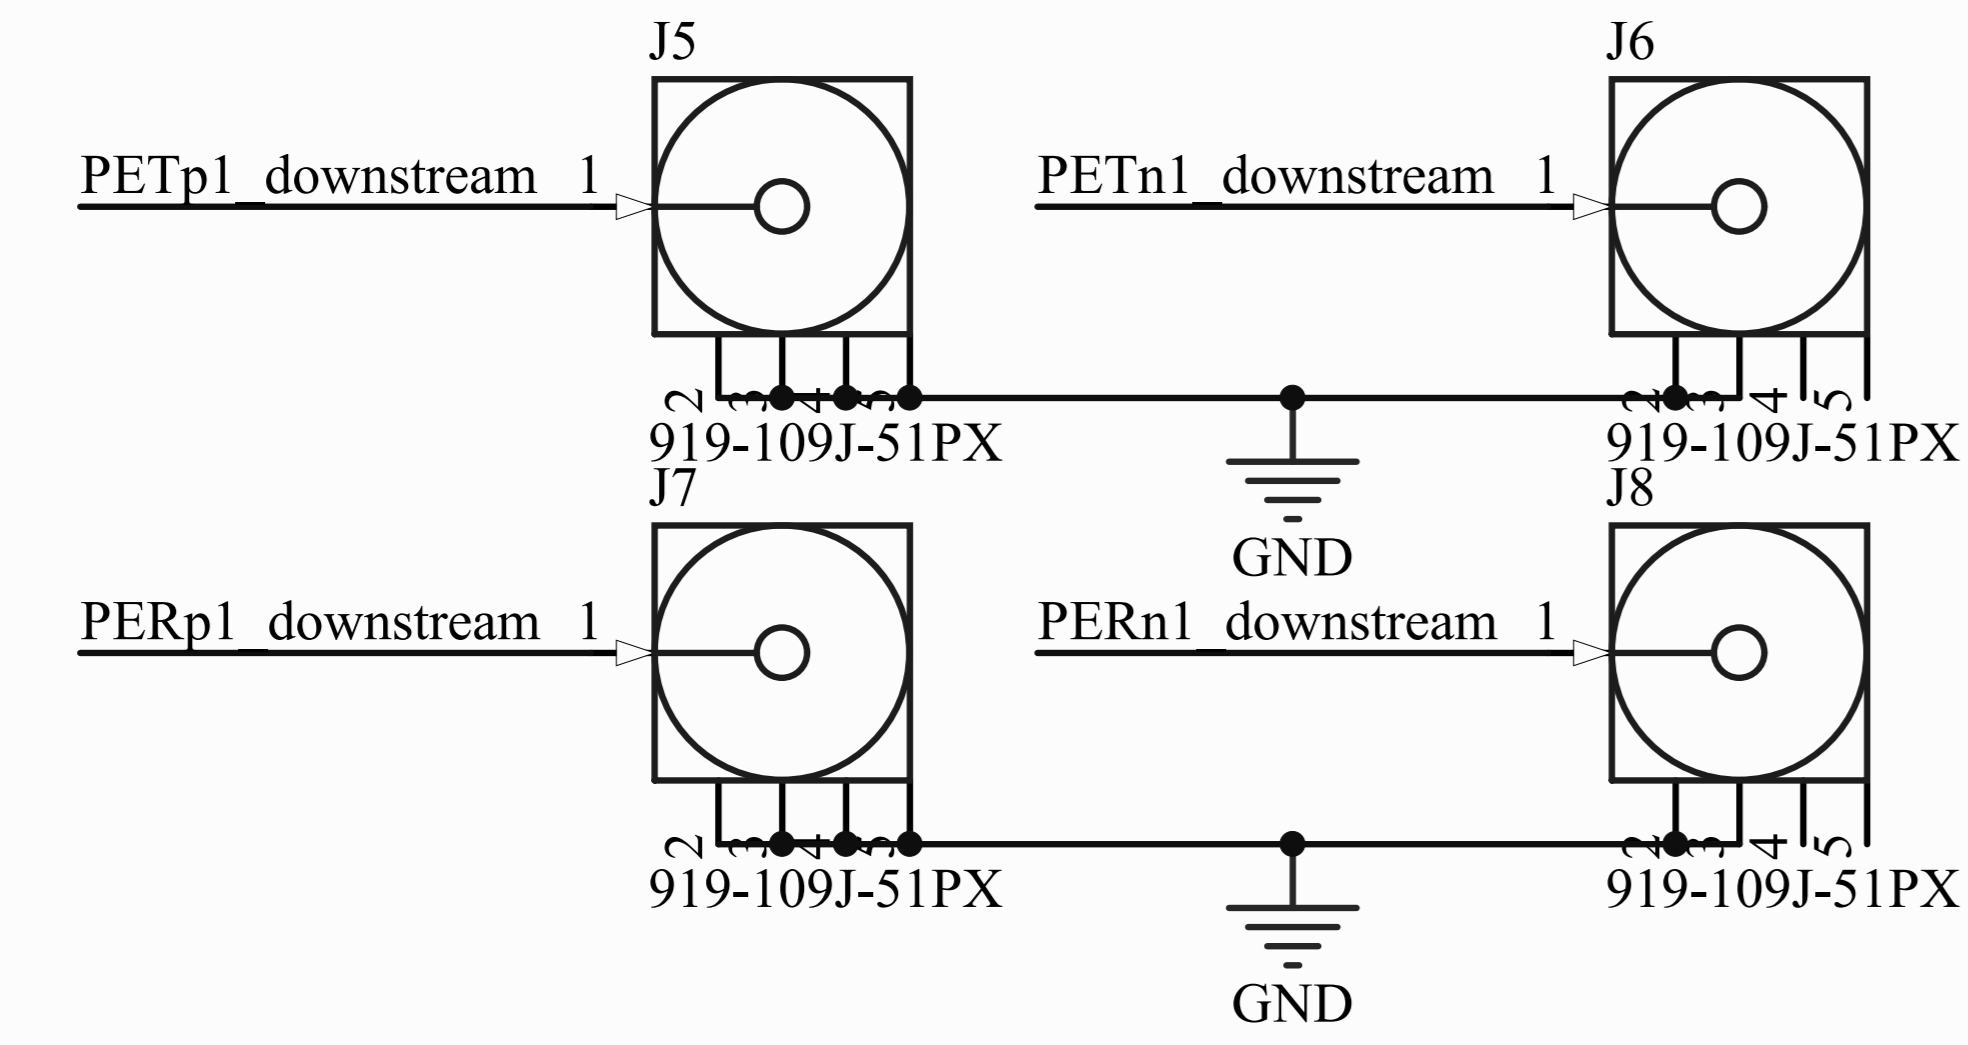 J5 J6
PETp1_downstream 1 PETn1_downstream 1
2 3 4 5 2 3 4 5
919-109J-51PX 919-109J-51PX
J7 J8
GND
PERp1_downstream 1 PERn1_downstream 1
2 3 4 5 2 3 4 5
919-109J-51PX 919-109J-51PX
GND